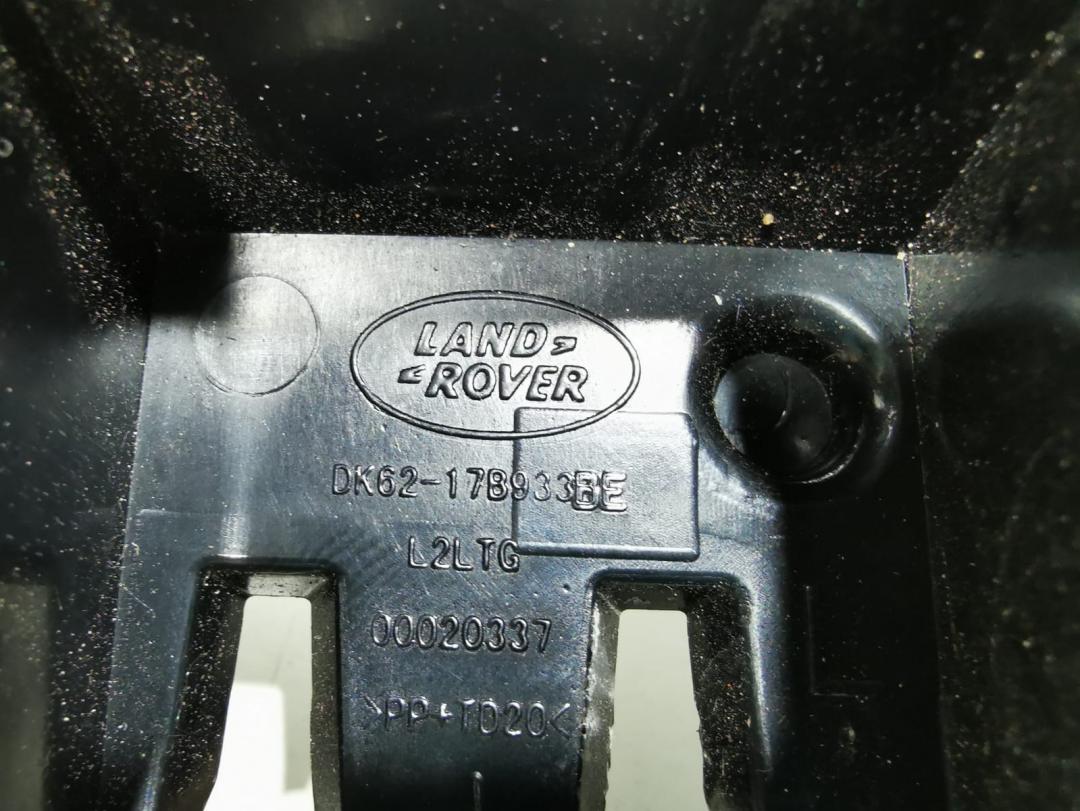 LAND
ROVER
DK62-17B933BE
L2LTG
00020337
>PP+TD20<
L